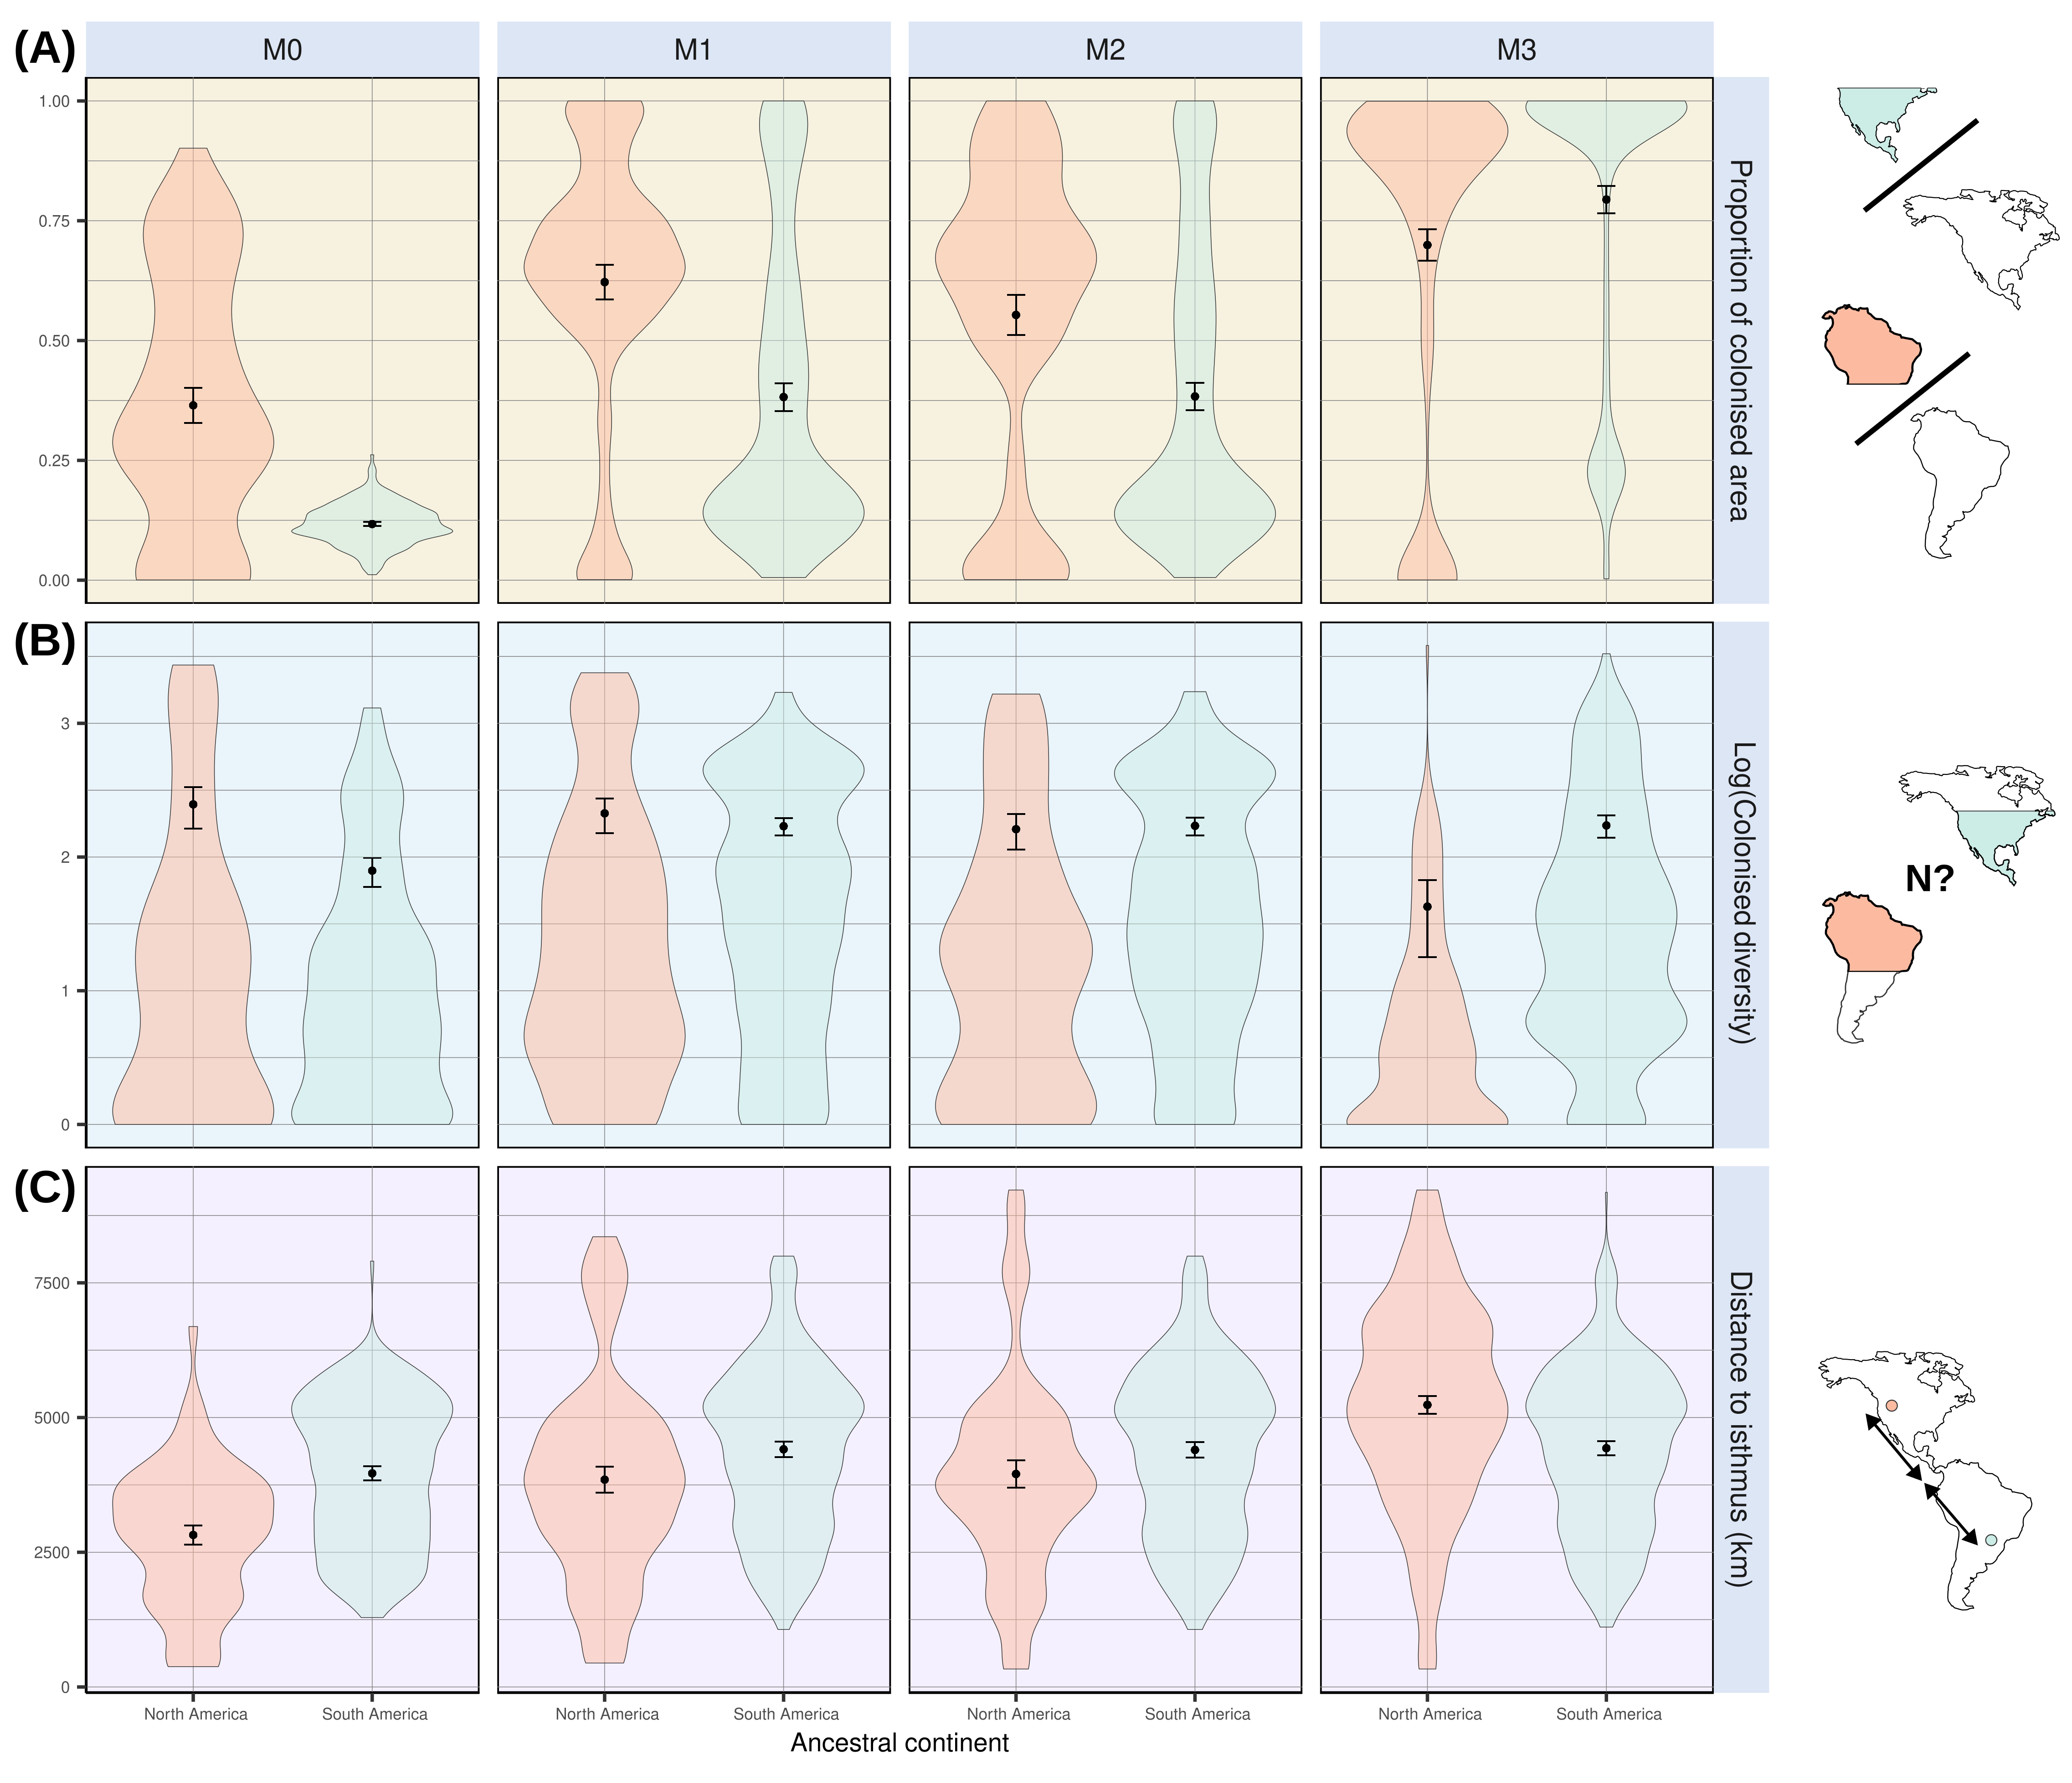 (A)
M0
M1
M2
M3
1.00
0.75
0.50
0.25
0.00
Proportion of colonised area
(B)
3
2
1
0
Log(Colonised diversity)
N?
(C)
7500
5000
2500
0
Distance to isthmus (km)
North America
South America
North America
South America
North America
South America
North America
South America
Ancestral continent